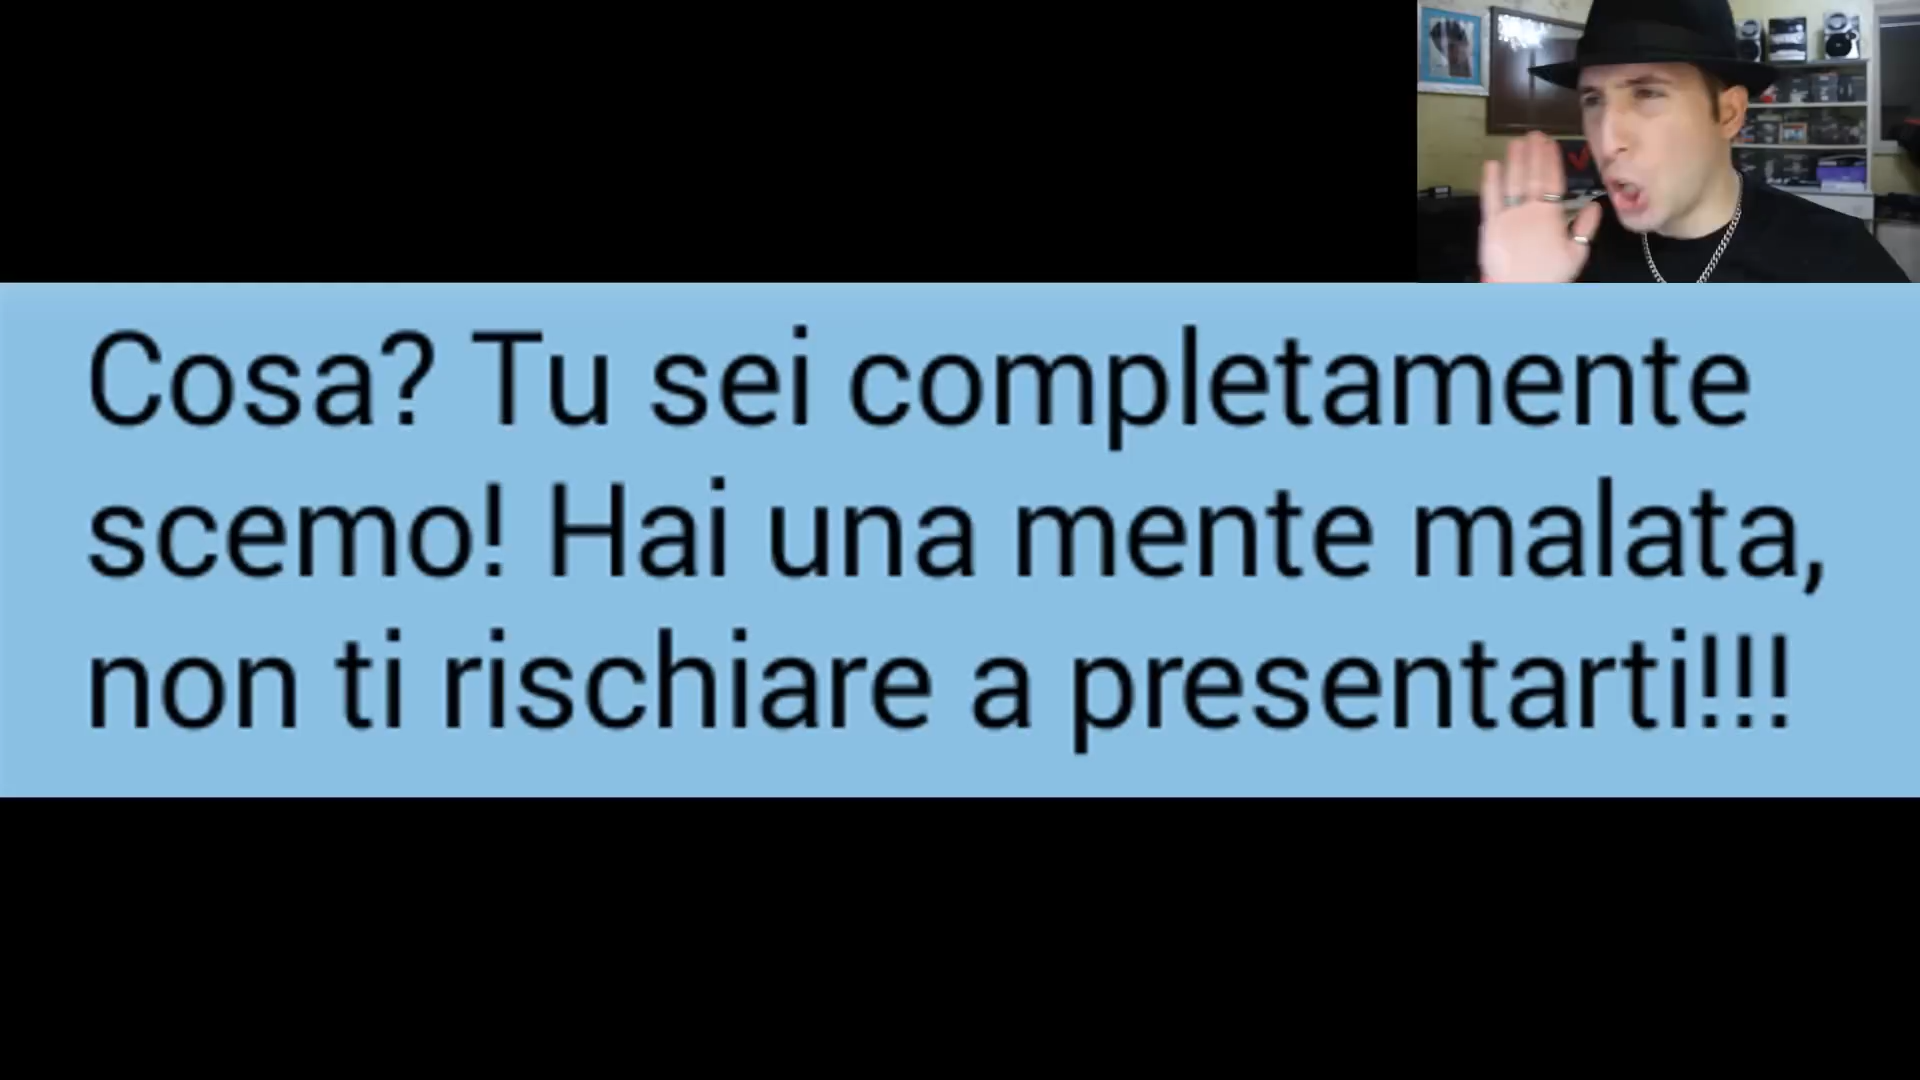 Cosa? Tu sei completamente
scemo! Hai una mente malata,
non ti rischiare a presentarti!!!